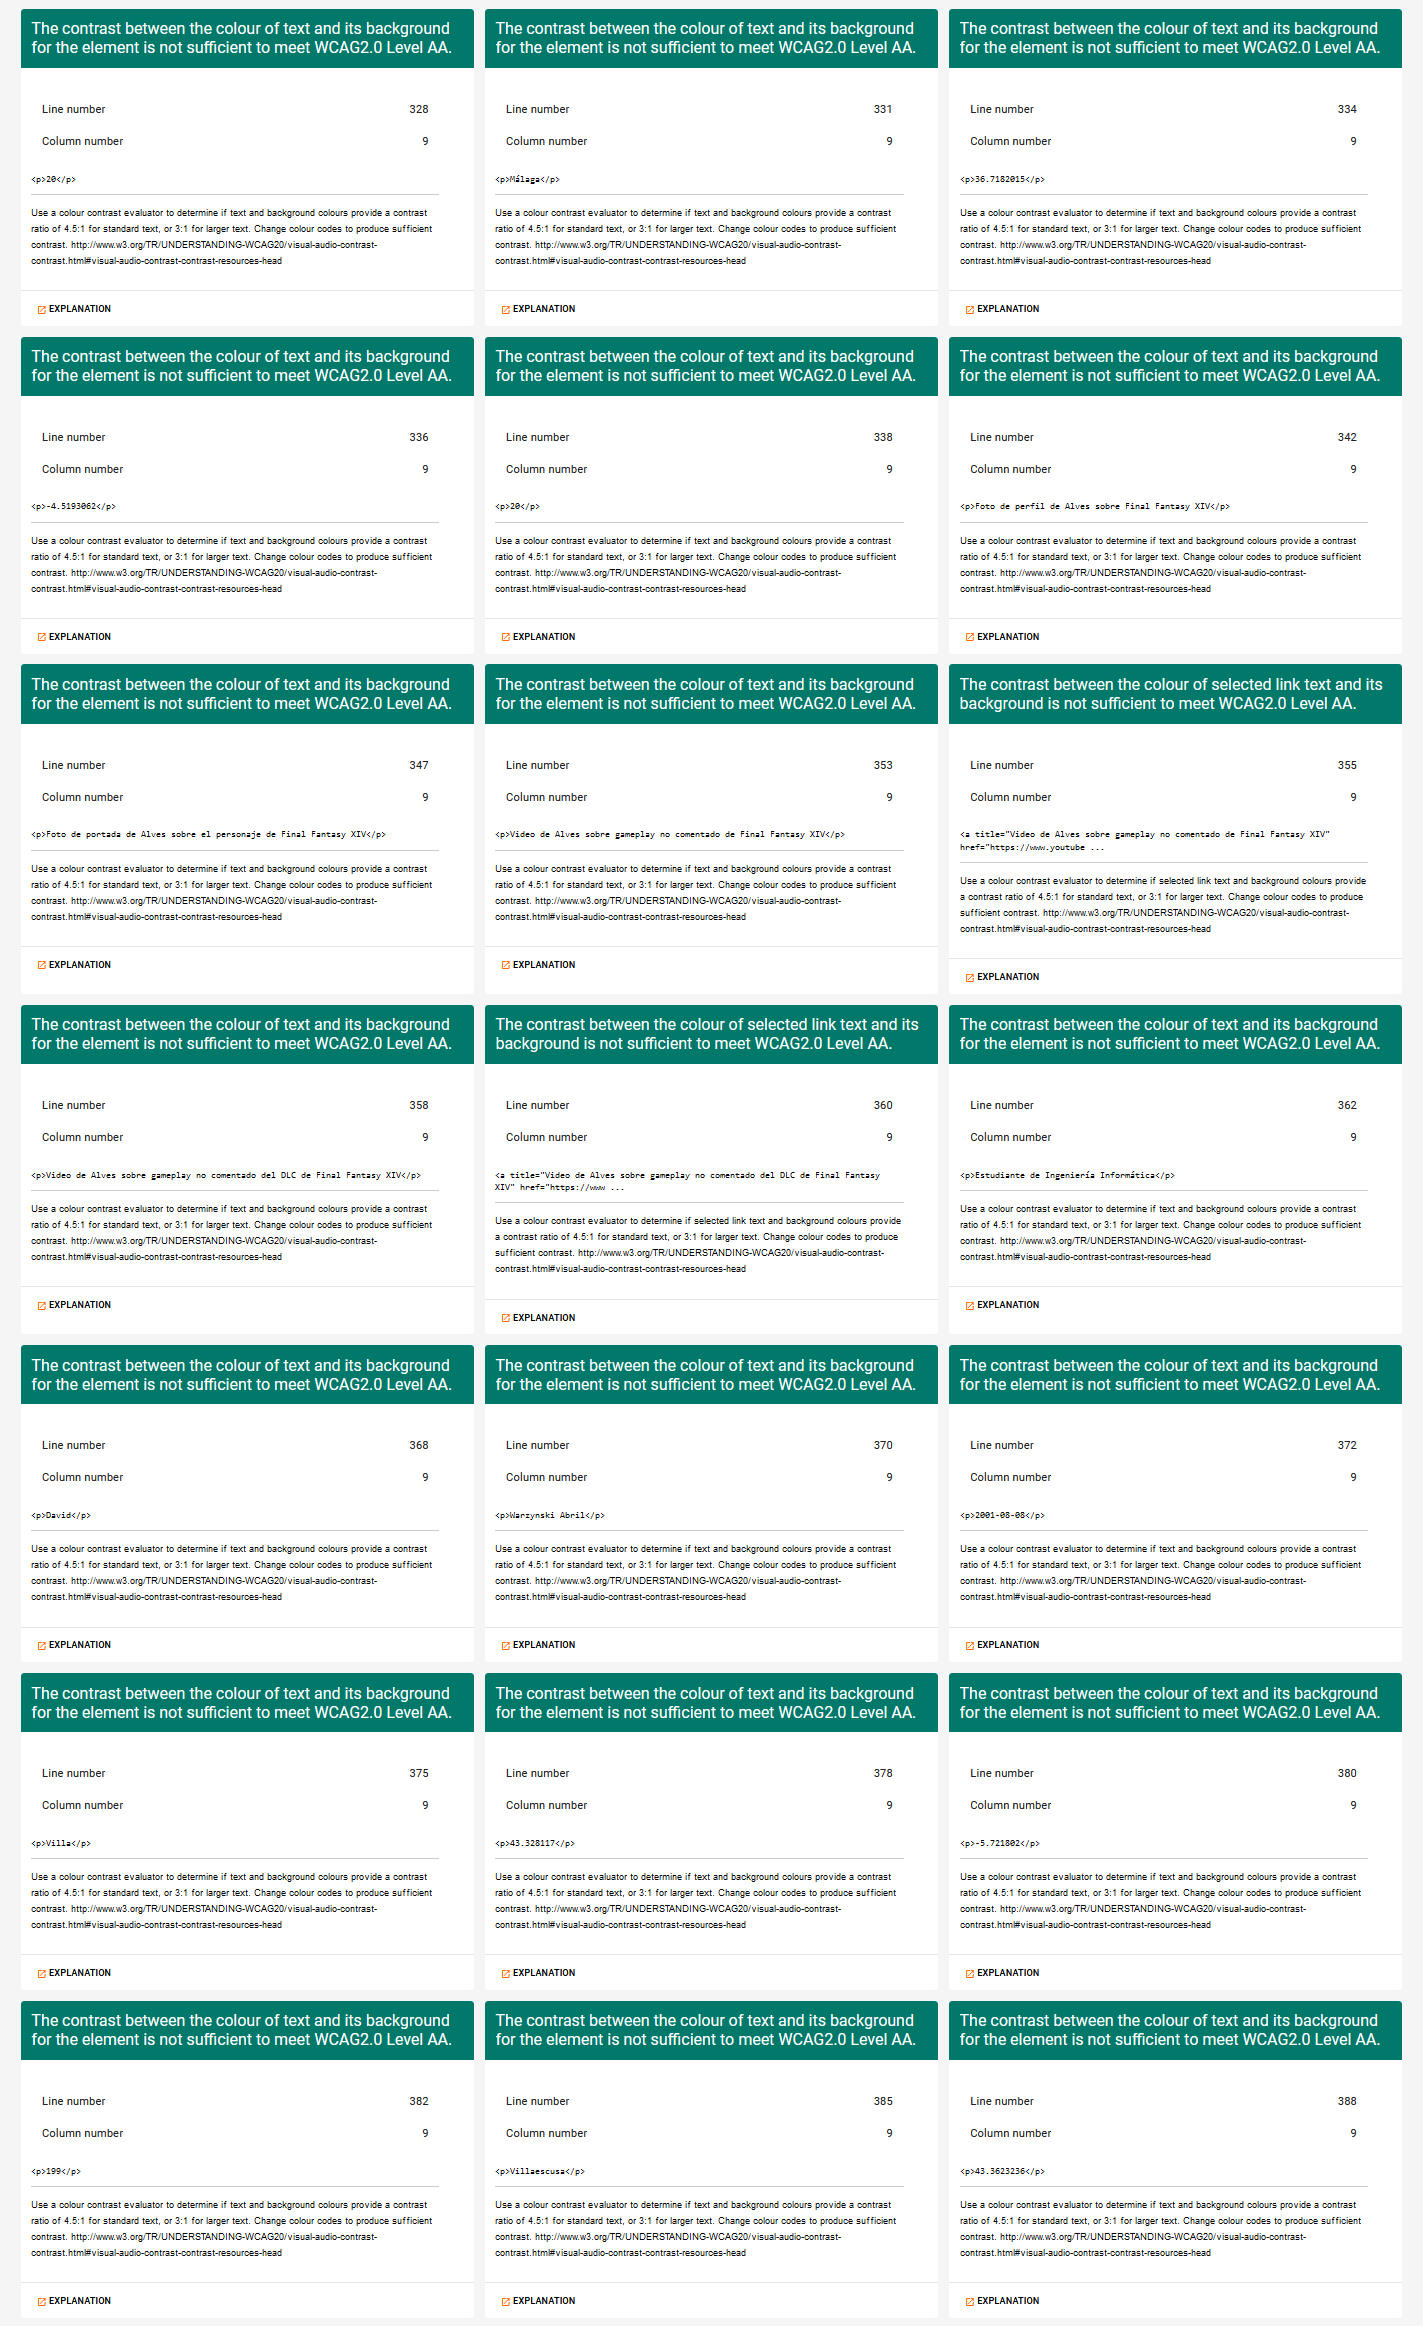 The contrast between the colour of text and its background
for the element is not sufficient to meet WCAG2.0 Level AA.
Line number 328
Column number 9
<p>20</p>
Use a colour contrast evaluator to determine if text and background colours provide a contrast
ratio of 4.5:1 for standard text, or 3:1 for larger text. Change colour codes to produce sufficient
contrast. http://www.w3.org/TR/UNDERSTANDING-WCAG20/visual-audio-contrast-
contrast.html#visual-audio-contrast-contrast-resources-head
EXPLANATION
The contrast between the colour of text and its background
for the element is not sufficient to meet WCAG2.0 Level AA.
Line number 331
Column number 9
<p>Málaga</p>
Use a colour contrast evaluator to determine if text and background colours provide a contrast
ratio of 4.5:1 for standard text, or 3:1 for larger text. Change colour codes to produce sufficient
contrast. http://www.w3.org/TR/UNDERSTANDING-WCAG20/visual-audio-contrast-
contrast.html#visual-audio-contrast-contrast-resources-head
EXPLANATION
The contrast between the colour of text and its background
for the element is not sufficient to meet WCAG2.0 Level AA.
Line number 334
Column number 9
<p>36.7182015</p>
Use a colour contrast evaluator to determine if text and background colours provide a contrast
ratio of 4.5:1 for standard text, or 3:1 for larger text. Change colour codes to produce sufficient
contrast. http://www.w3.org/TR/UNDERSTANDING-WCAG20/visual-audio-contrast-
contrast.html#visual-audio-contrast-contrast-resources-head
EXPLANATION
The contrast between the colour of text and its background
for the element is not sufficient to meet WCAG2.0 Level AA.
Line number 336
Column number 9
<p>-4.5193062</p>
Use a colour contrast evaluator to determine if text and background colours provide a contrast
ratio of 4.5:1 for standard text, or 3:1 for larger text. Change colour codes to produce sufficient
contrast. http://www.w3.org/TR/UNDERSTANDING-WCAG20/visual-audio-contrast-
contrast.html#visual-audio-contrast-contrast-resources-head
EXPLANATION
The contrast between the colour of text and its background
for the element is not sufficient to meet WCAG2.0 Level AA.
Line number 338
Column number 9
<p>20</p>
Use a colour contrast evaluator to determine if text and background colours provide a contrast
ratio of 4.5:1 for standard text, or 3:1 for larger text. Change colour codes to produce sufficient
contrast. http://www.w3.org/TR/UNDERSTANDING-WCAG20/visual-audio-contrast-
contrast.html#visual-audio-contrast-contrast-resources-head
EXPLANATION
The contrast between the colour of text and its background
for the element is not sufficient to meet WCAG2.0 Level AA.
Line number 342
Column number 9
<p>Foto de perfil de Alves sobre Final Fantasy XIV</p>
Use a colour contrast evaluator to determine if text and background colours provide a contrast
ratio of 4.5:1 for standard text, or 3:1 for larger text. Change colour codes to produce sufficient
contrast. http://www.w3.org/TR/UNDERSTANDING-WCAG20/visual-audio-contrast-
contrast.html#visual-audio-contrast-contrast-resources-head
EXPLANATION
The contrast between the colour of text and its background
for the element is not sufficient to meet WCAG2.0 Level AA.
Line number 347
Column number 9
<p>Foto de portada de Alves sobre el personaje de Final Fantasy XIV</p>
Use a colour contrast evaluator to determine if text and background colours provide a contrast
ratio of 4.5:1 for standard text, or 3:1 for larger text. Change colour codes to produce sufficient
contrast. http://www.w3.org/TR/UNDERSTANDING-WCAG20/visual-audio-contrast-
contrast.html#visual-audio-contrast-contrast-resources-head
EXPLANATION
The contrast between the colour of text and its background
for the element is not sufficient to meet WCAG2.0 Level AA.
Line number 353
Column number 9
<p>Video de Alves sobre gameplay no comentado de Final Fantasy XIV</p>
Use a colour contrast evaluator to determine if text and background colours provide a contrast
ratio of 4.5:1 for standard text, or 3:1 for larger text. Change colour codes to produce sufficient
contrast. http://www.w3.org/TR/UNDERSTANDING-WCAG20/visual-audio-contrast-
contrast.html#visual-audio-contrast-contrast-resources-head
EXPLANATION
The contrast between the colour of selected link text and its
background is not sufficient to meet WCAG2.0 Level AA.
Line number 355
Column number 9
<a title="Video de Alves sobre gameplay no comentado de Final Fantasy XIV"
href="https://www.youtube ...
Use a colour contrast evaluator to determine if selected link text and background colours provide
a contrast ratio of 4.5:1 for standard text, or 3:1 for larger text. Change colour codes to produce
sufficient contrast. http://www.w3.org/TR/UNDERSTANDING-WCAG20/visual-audio-contrast-
contrast.html#visual-audio-contrast-contrast-resources-head
EXPLANATION
The contrast between the colour of text and its background
for the element is not sufficient to meet WCAG2.0 Level AA.
Line number 358
Column number 9
<p>Video de Alves sobre gameplay no comentado del DLC de Final Fantasy XIV</p>
Use a colour contrast evaluator to determine if text and background colours provide a contrast
ratio of 4.5:1 for standard text, or 3:1 for larger text. Change colour codes to produce sufficient
contrast. http://www.w3.org/TR/UNDERSTANDING-WCAG20/visual-audio-contrast-
contrast.html#visual-audio-contrast-contrast-resources-head
EXPLANATION
The contrast between the colour of selected link text and its
background is not sufficient to meet WCAG2.0 Level AA.
Line number 360
Column number 9
<a title="Video de Alves sobre gameplay no comentado del DLC de Final Fantasy
XIV" href="https://www ...
Use a colour contrast evaluator to determine if selected link text and background colours provide
a contrast ratio of 4.5:1 for standard text, or 3:1 for larger text. Change colour codes to produce
sufficient contrast. http://www.w3.org/TR/UNDERSTANDING-WCAG20/visual-audio-contrast-
contrast.html#visual-audio-contrast-contrast-resources-head
EXPLANATION
The contrast between the colour of text and its background
for the element is not sufficient to meet WCAG2.0 Level AA.
Line number 362
Column number 9
<p>Estudiante de Ingeniería Informática</p>
Use a colour contrast evaluator to determine if text and background colours provide a contrast
ratio of 4.5:1 for standard text, or 3:1 for larger text. Change colour codes to produce sufficient
contrast. http://www.w3.org/TR/UNDERSTANDING-WCAG20/visual-audio-contrast-
contrast.html#visual-audio-contrast-contrast-resources-head
EXPLANATION
The contrast between the colour of text and its background
for the element is not sufficient to meet WCAG2.0 Level AA.
Line number 368
Column number 9
<p>David</p>
Use a colour contrast evaluator to determine if text and background colours provide a contrast
ratio of 4.5:1 for standard text, or 3:1 for larger text. Change colour codes to produce sufficient
contrast. http://www.w3.org/TR/UNDERSTANDING-WCAG20/visual-audio-contrast-
contrast.html#visual-audio-contrast-contrast-resources-head
EXPLANATION
The contrast between the colour of text and its background
for the element is not sufficient to meet WCAG2.0 Level AA.
Line number 370
Column number 9
<p>Warzynski Abril</p>
Use a colour contrast evaluator to determine if text and background colours provide a contrast
ratio of 4.5:1 for standard text, or 3:1 for larger text. Change colour codes to produce sufficient
contrast. http://www.w3.org/TR/UNDERSTANDING-WCAG20/visual-audio-contrast-
contrast.html#visual-audio-contrast-contrast-resources-head
EXPLANATION
The contrast between the colour of text and its background
for the element is not sufficient to meet WCAG2.0 Level AA.
Line number 372
Column number 9
<p>2001-08-08</p>
Use a colour contrast evaluator to determine if text and background colours provide a contrast
ratio of 4.5:1 for standard text, or 3:1 for larger text. Change colour codes to produce sufficient
contrast. http://www.w3.org/TR/UNDERSTANDING-WCAG20/visual-audio-contrast-
contrast.html#visual-audio-contrast-contrast-resources-head
EXPLANATION
The contrast between the colour of text and its background
for the element is not sufficient to meet WCAG2.0 Level AA.
Line number 375
Column number 9
<p>Villa</p>
Use a colour contrast evaluator to determine if text and background colours provide a contrast
ratio of 4.5:1 for standard text, or 3:1 for larger text. Change colour codes to produce sufficient
contrast. http://www.w3.org/TR/UNDERSTANDING-WCAG20/visual-audio-contrast-
contrast.html#visual-audio-contrast-contrast-resources-head
EXPLANATION
The contrast between the colour of text and its background
for the element is not sufficient to meet WCAG2.0 Level AA.
Line number 378
Column number 9
<p>43.328117</p>
Use a colour contrast evaluator to determine if text and background colours provide a contrast
ratio of 4.5:1 for standard text, or 3:1 for larger text. Change colour codes to produce sufficient
contrast. http://www.w3.org/TR/UNDERSTANDING-WCAG20/visual-audio-contrast-
contrast.html#visual-audio-contrast-contrast-resources-head
EXPLANATION
The contrast between the colour of text and its background
for the element is not sufficient to meet WCAG2.0 Level AA.
Line number 380
Column number 9
<p>-5.721802</p>
Use a colour contrast evaluator to determine if text and background colours provide a contrast
ratio of 4.5:1 for standard text, or 3:1 for larger text. Change colour codes to produce sufficient
contrast. http://www.w3.org/TR/UNDERSTANDING-WCAG20/visual-audio-contrast-
contrast.html#visual-audio-contrast-contrast-resources-head
EXPLANATION
The contrast between the colour of text and its background
for the element is not sufficient to meet WCAG2.0 Level AA.
Line number 382
Column number 9
<p>199</p>
Use a colour contrast evaluator to determine if text and background colours provide a contrast
ratio of 4.5:1 for standard text, or 3:1 for larger text. Change colour codes to produce sufficient
contrast. http://www.w3.org/TR/UNDERSTANDING-WCAG20/visual-audio-contrast-
contrast.html#visual-audio-contrast-contrast-resources-head
EXPLANATION
The contrast between the colour of text and its background
for the element is not sufficient to meet WCAG2.0 Level AA.
Line number 385
Column number 9
<p>Villaescusa</p>
Use a colour contrast evaluator to determine if text and background colours provide a contrast
ratio of 4.5:1 for standard text, or 3:1 for larger text. Change colour codes to produce sufficient
contrast. http://www.w3.org/TR/UNDERSTANDING-WCAG20/visual-audio-contrast-
contrast.html#visual-audio-contrast-contrast-resources-head
EXPLANATION
The contrast between the colour of text and its background
for the element is not sufficient to meet WCAG2.0 Level AA.
Line number 388
Column number 9
<p>43.3623236</p>
Use a colour contrast evaluator to determine if text and background colours provide a contrast
ratio of 4.5:1 for standard text, or 3:1 for larger text. Change colour codes to produce sufficient
contrast. http://www.w3.org/TR/UNDERSTANDING-WCAG20/visual-audio-contrast-
contrast.html#visual-audio-contrast-contrast-resources-head
EXPLANATION